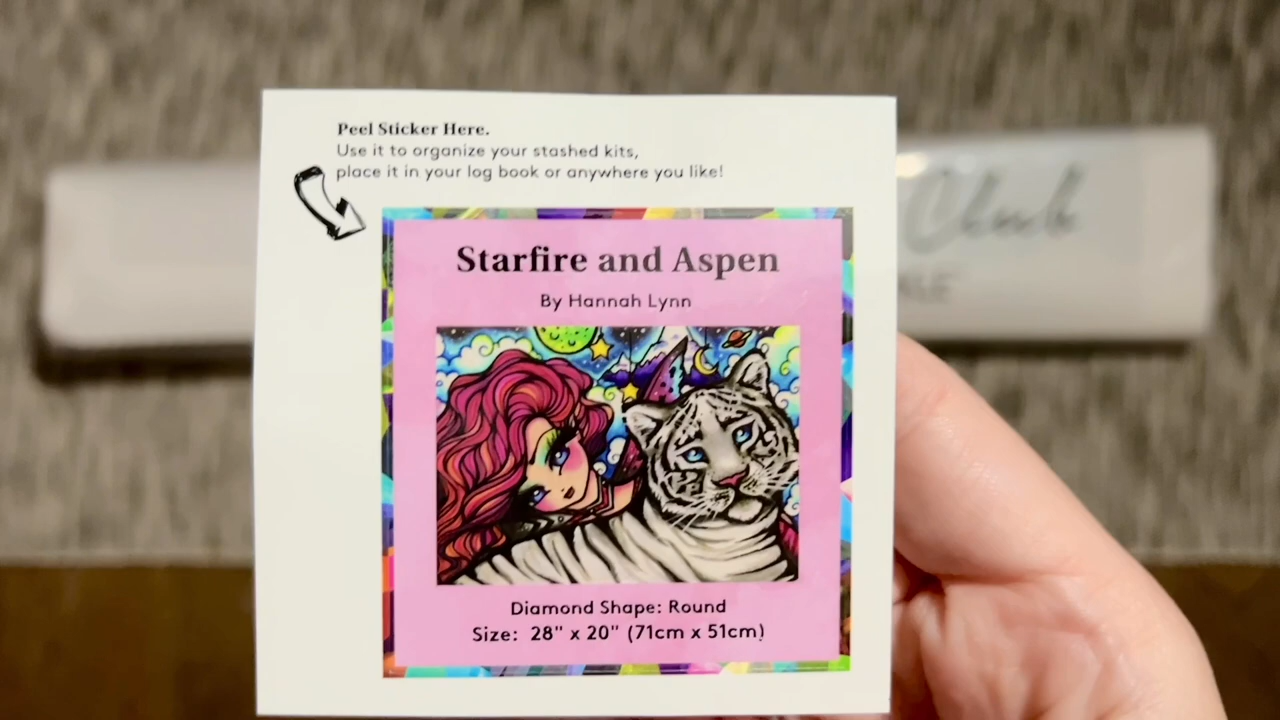 Peel Sticker Here.
Use it to organize your stashed kits,
place it in your log book or anywhere you like!
Club
Starfire and Aspen
By Hannah Lynn
Diamond Shape: Round
Size: 28" x 20" (71cm x 51cm)